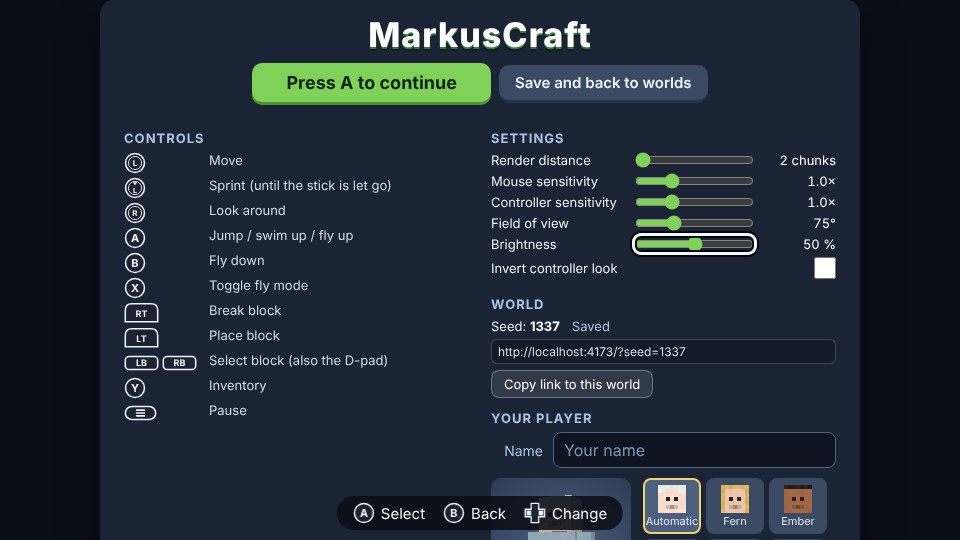 MarkusCraft
Press A to continue
Save and back to worlds
CONTROLS
L Move
L Sprint (until the stick is let go)
R Look around
A Jump / swim up / fly up
B Fly down
X Toggle fly mode
RT Break block
LT Place block
LB RB Select block (also the D-pad)
Y Inventory
Pause
SETTINGS
Render distance 2 chunks
Mouse sensitivity 1.0×
Controller sensitivity 1.0×
Field of view 75°
Brightness 50 %
Invert controller look
WORLD
Seed: 1337 Saved
http://localhost:4173/?seed=1337
Copy link to this world
YOUR PLAYER
Name Your name
Automatic Fern Ember
A Select B Back Change